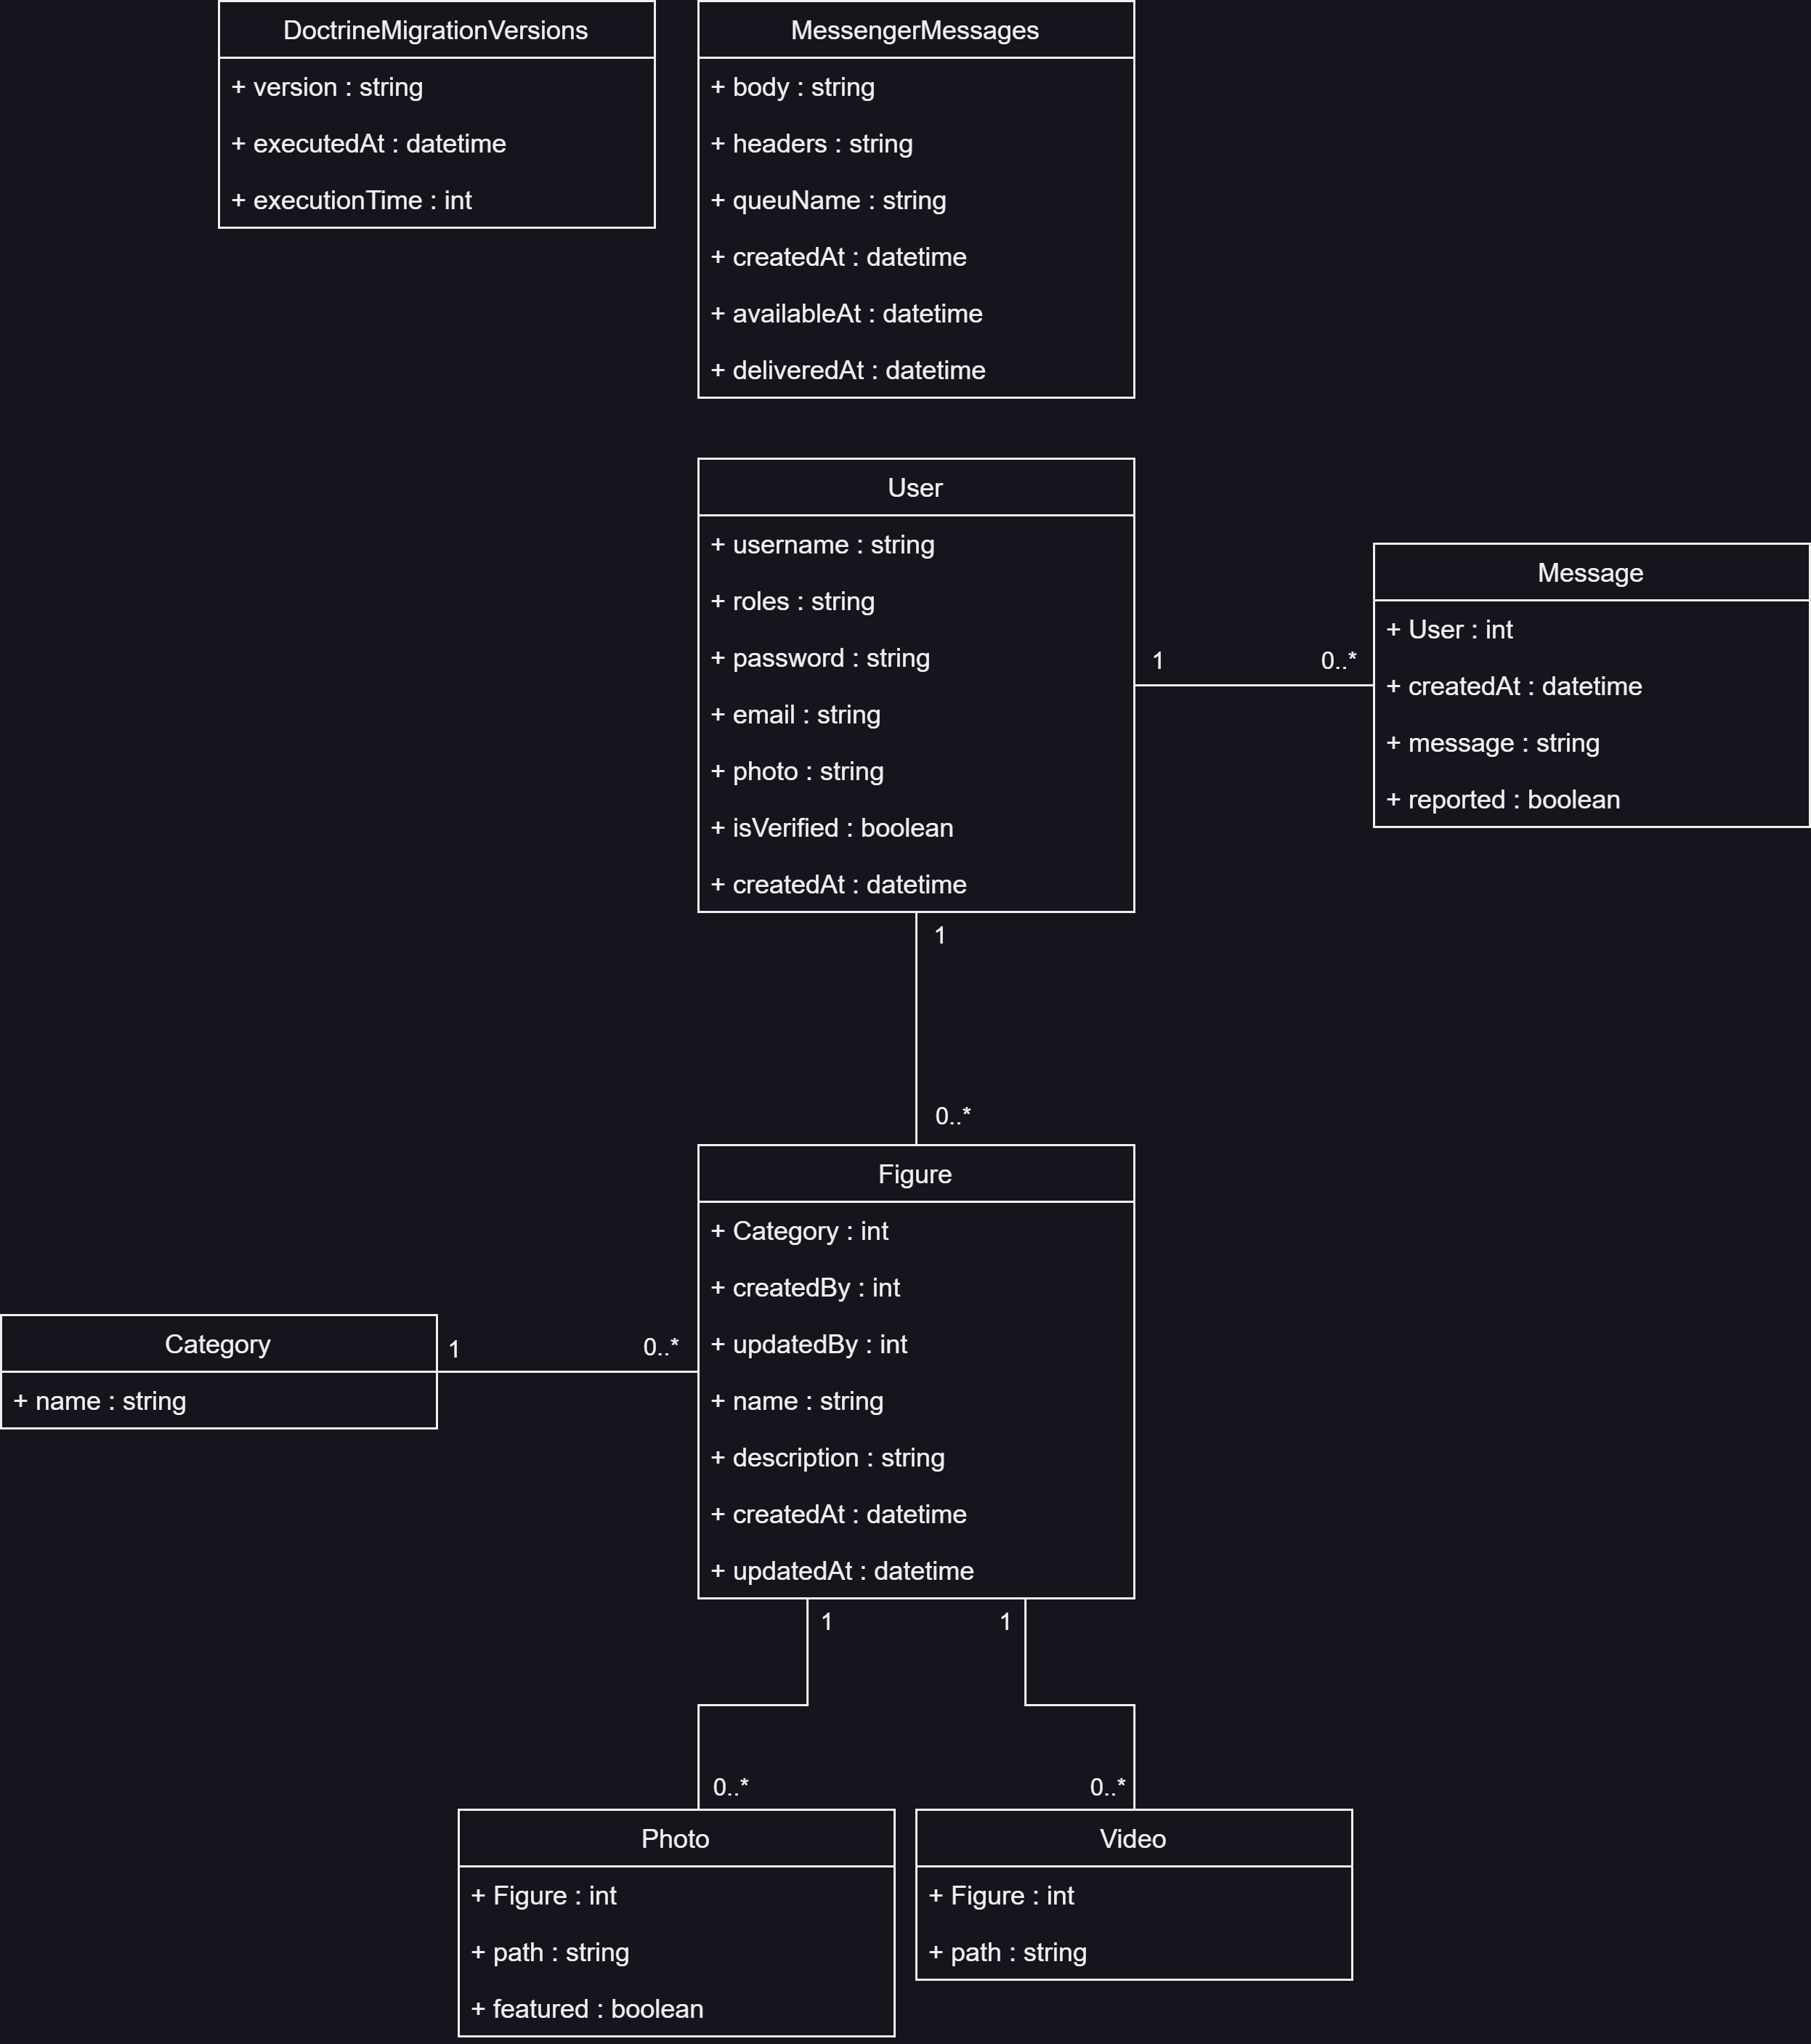 DoctrineMigrationVersions
+ version : string
+ executedAt : datetime
+ executionTime : int
MessengerMessages
+ body : string
+ headers : string
+ queuName : string
+ createdAt : datetime
+ availableAt : datetime
+ deliveredAt : datetime
User
+ username : string
+ roles : string
+ password : string
+ email : string
+ photo : string
+ isVerified : boolean
+ createdAt : datetime
1
0..*
Message
+ User : int
+ createdAt : datetime
+ message : string
+ reported : boolean
1
0..*
Category
+ name : string
1
0..*
Figure
+ Category : int
+ createdBy : int
+ updatedBy : int
+ name : string
+ description : string
+ createdAt : datetime
+ updatedAt : datetime
1
1
0..*
0..*
Photo
+ Figure : int
+ path : string
+ featured : boolean
Video
+ Figure : int
+ path : string